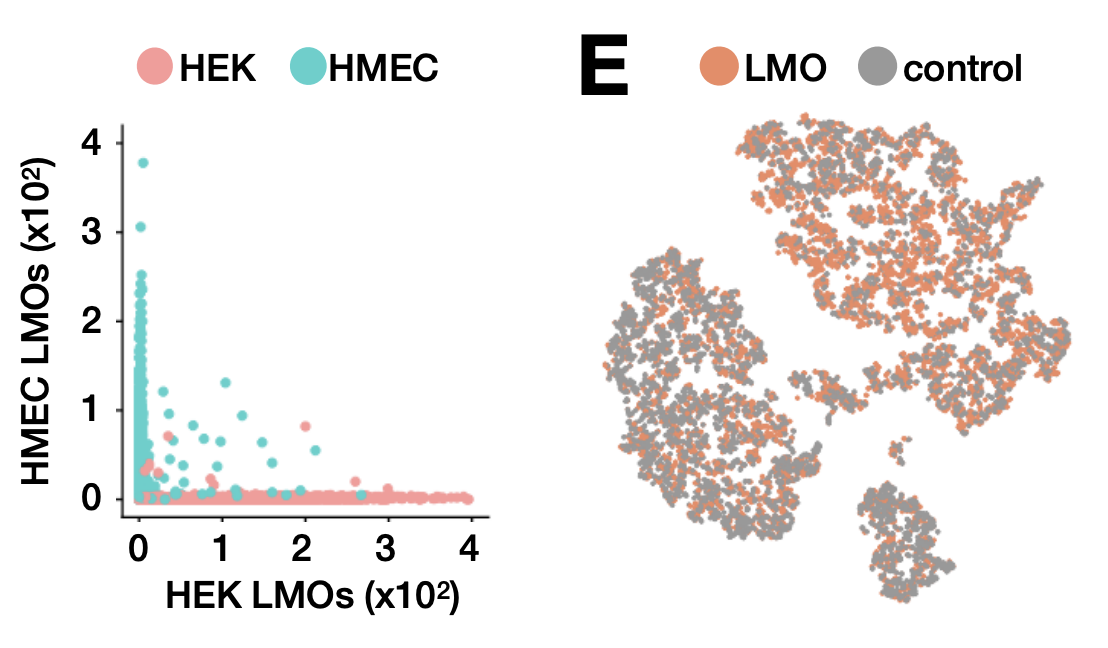 HEK HMEC
HMEC LMOs (x10²)
4
3
2
1
0
0 1 2 3 4
HEK LMOs (x10²)
E
LMO control